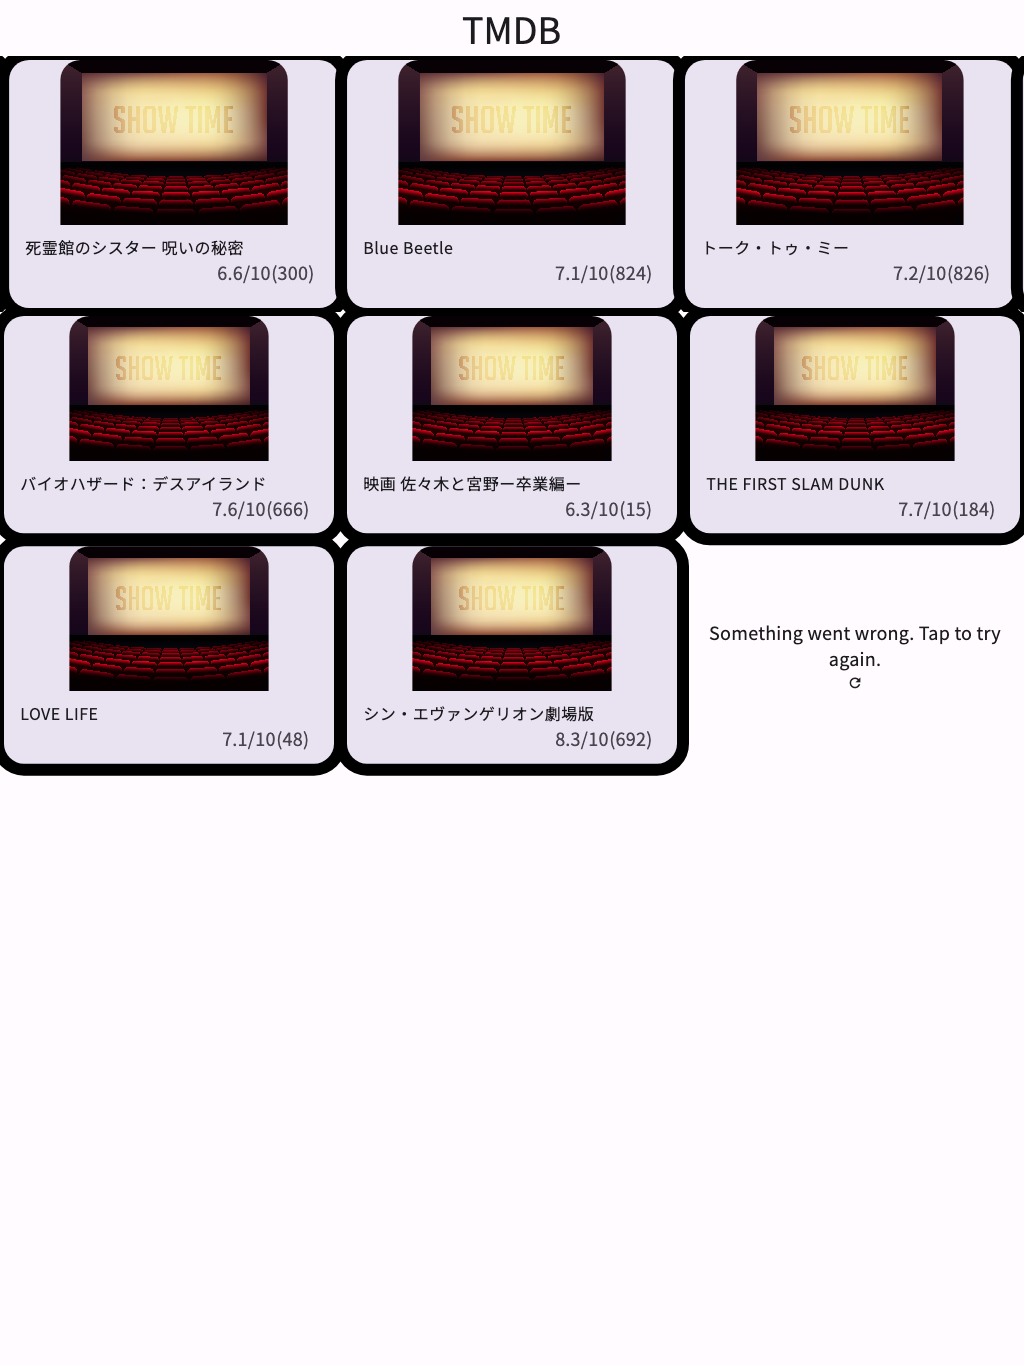 TMDB
SHOW TIME
SHOW TIME
SHOW TIME
死霊館のシスター 呪いの秘密
6.6/10(300)
Blue Beetle
7.1/10(824)
トーク・トゥ・ミー
7.2/10(826)
SHOW TIME
SHOW TIME
SHOW TIME
バイオハザード：デスアイランド
7.6/10(666)
映画 佐々木と宮野ー卒業編ー
6.3/10(15)
THE FIRST SLAM DUNK
7.7/10(184)
SHOW TIME
SHOW TIME
LOVE LIFE
7.1/10(48)
シン・エヴァンゲリオン劇場版
8.3/10(692)
Something went wrong. Tap to try
again.